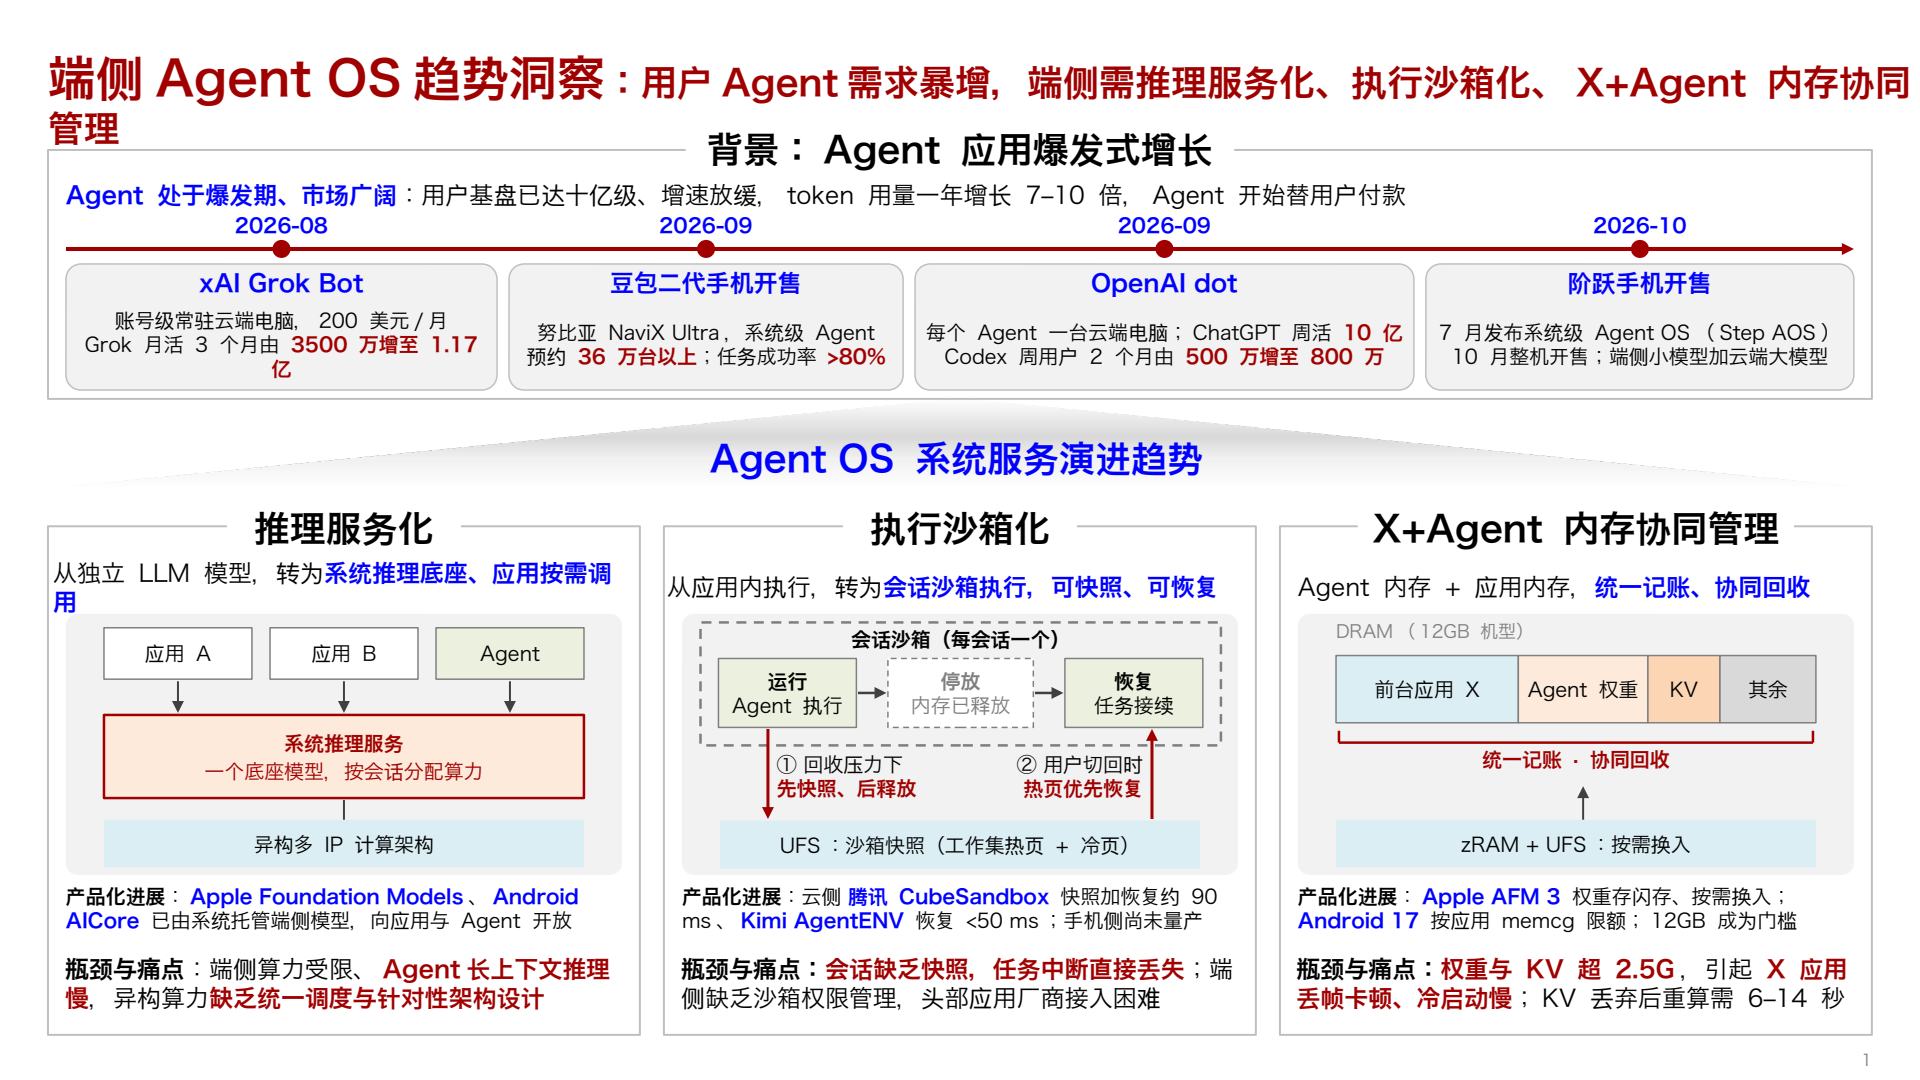 端侧 Agent OS 趋势洞察：用户 Agent 需求暴增，端侧需推理服务化、执行沙箱化、X+Agent 内存协同
管理
背景：Agent 应用爆发式增长
Agent 处于爆发期、市场广阔：用户基盘已达十亿级、增速放缓，token 用量一年增长 7–10 倍，Agent 开始替用户付款
2026-08
2026-09
2026-09
2026-10
xAI Grok Bot
账号级常驻云端电脑，200 美元/月
Grok 月活 3 个月由 3500 万增至 1.17
亿
豆包二代手机开售
努比亚 NaviX Ultra，系统级 Agent
预约 36 万台以上；任务成功率 >80%
OpenAI dot
每个 Agent 一台云端电脑；ChatGPT 周活 10 亿
Codex 周用户 2 个月由 500 万增至 800 万
阶跃手机开售
7 月发布系统级 Agent OS（Step AOS）
10 月整机开售；端侧小模型加云端大模型
Agent OS 系统服务演进趋势
推理服务化
从独立 LLM 模型，转为系统推理底座、应用按需调
用
应用 A
应用 B
Agent
系统推理服务
一个底座模型，按会话分配算力
异构多 IP 计算架构
产品化进展：Apple Foundation Models、Android
AICore 已由系统托管端侧模型，向应用与 Agent 开放
瓶颈与痛点：端侧算力受限、Agent 长上下文推理
慢，异构算力缺乏统一调度与针对性架构设计
执行沙箱化
从应用内执行，转为会话沙箱执行，可快照、可恢复
会话沙箱（每会话一个）
运行
Agent 执行
停放
内存已释放
恢复
任务接续
① 回收压力下
先快照、后释放
② 用户切回时
热页优先恢复
UFS：沙箱快照（工作集热页 + 冷页）
产品化进展：云侧 腾讯 CubeSandbox 快照加恢复约 90
ms、Kimi AgentENV 恢复 <50 ms；手机侧尚未量产
瓶颈与痛点：会话缺乏快照，任务中断直接丢失；端
侧缺乏沙箱权限管理，头部应用厂商接入困难
X+Agent 内存协同管理
Agent 内存 + 应用内存，统一记账、协同回收
DRAM（12GB 机型）
前台应用 X
Agent 权重
KV
其余
统一记账 · 协同回收
zRAM + UFS：按需换入
产品化进展：Apple AFM 3 权重存闪存、按需换入；
Android 17 按应用 memcg 限额；12GB 成为门槛
瓶颈与痛点：权重与 KV 超 2.5G，引起 X 应用
丢帧卡顿、冷启动慢；KV 丢弃后重算需 6–14 秒
1